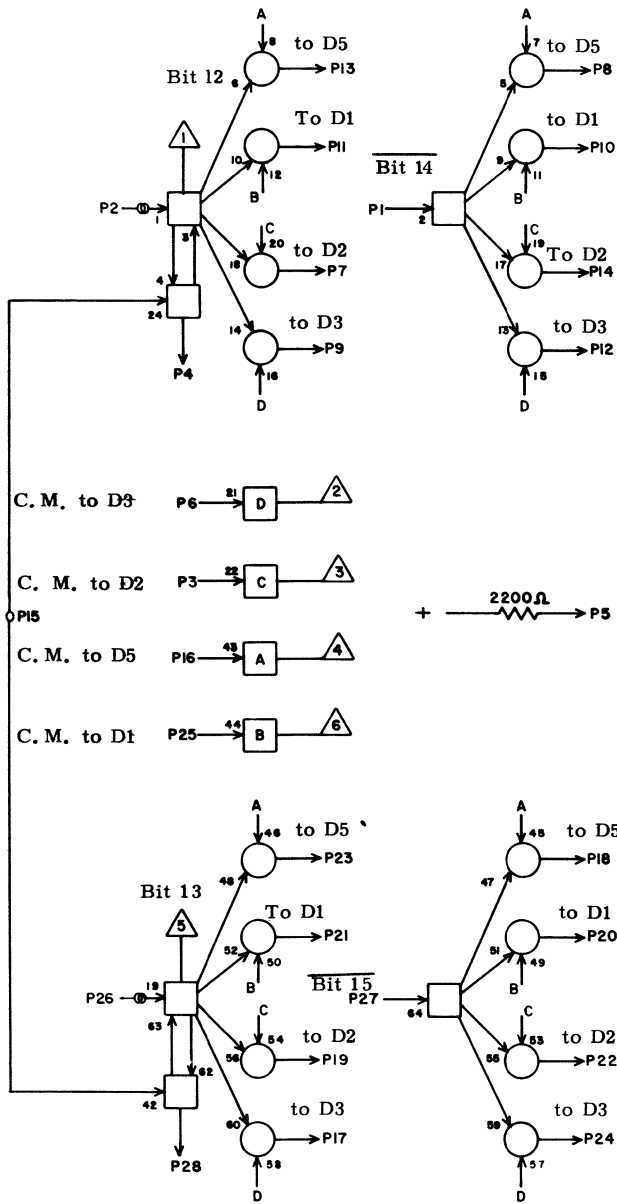 A A
8 to D5 7 to D5
Bit 12 6 P13 5 P8
To D1 to D1
1 10 P11 Bit 14 9 P10
12 11
P2 1 B P1 2 B
3 C 20 C 19
4 18 to D2 17 To D2
P7 P14
24 14 to D3 13 to D3
P9 P12
P4 16 15
D D
C. M. to D3 P6 21 D 2
C. M. to D2 P3 22 C 3
P15 + 2200Ω P5
C. M. to D5 P16 43 A 4
C. M. to D1 P25 44 B 6
A A
46 to D5 45 to D5
P23 P18
48 47
Bit 13 To D1 to D1
5 52 P21 51 P20
50 49
P26 19 B Bit 15 P27 64 B
63 C 54 C 53
62 56 to D2 55 to D2
P19 P22
42 60 to D3 59 to D3
P17 P24
P28 58 57
D D